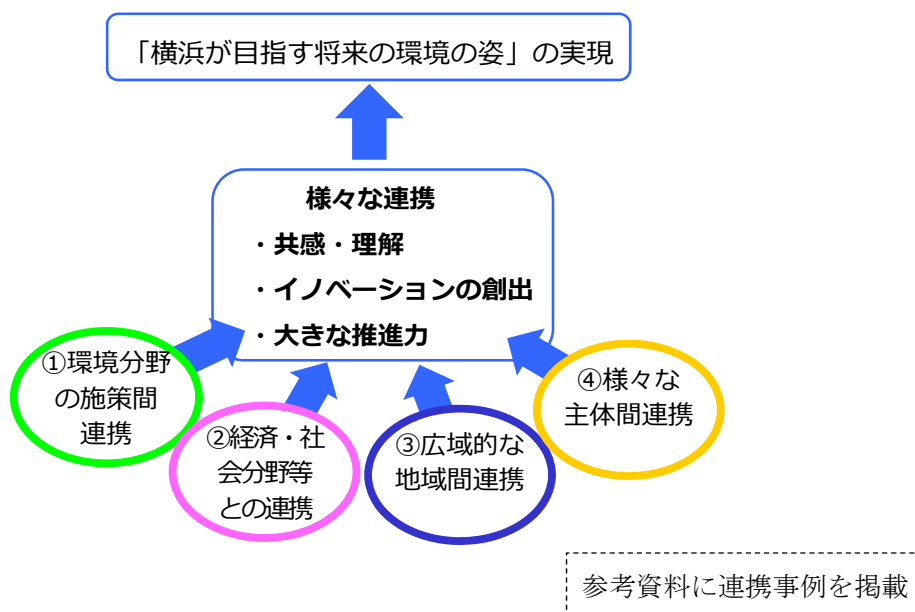 「横浜が目指す将来の環境の姿」の実現
様々な連携
・共感・理解
・イノベーションの創出
・大きな推進力
①環境分野
の施策間
連携
②経済・社
会分野等
との連携
③広域的な
地域間連携
④様々な
主体間連携
参考資料に連携事例を掲載